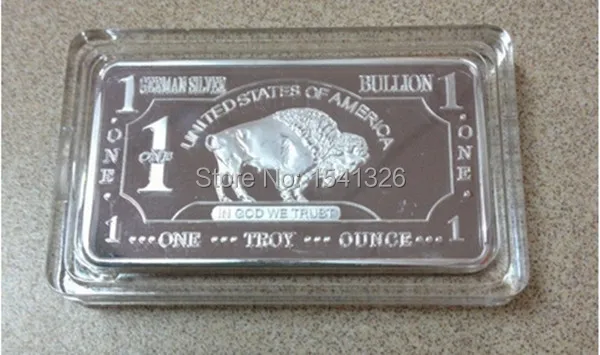 1 GERMAN SILVER BULLION 1
UNITED STATES OF AMERICA
ONE
1
ONE
ONE
Store No: 1541326
IN GOD WE TRUST
1 ...ONE --- TROY --- OUNCE... 1